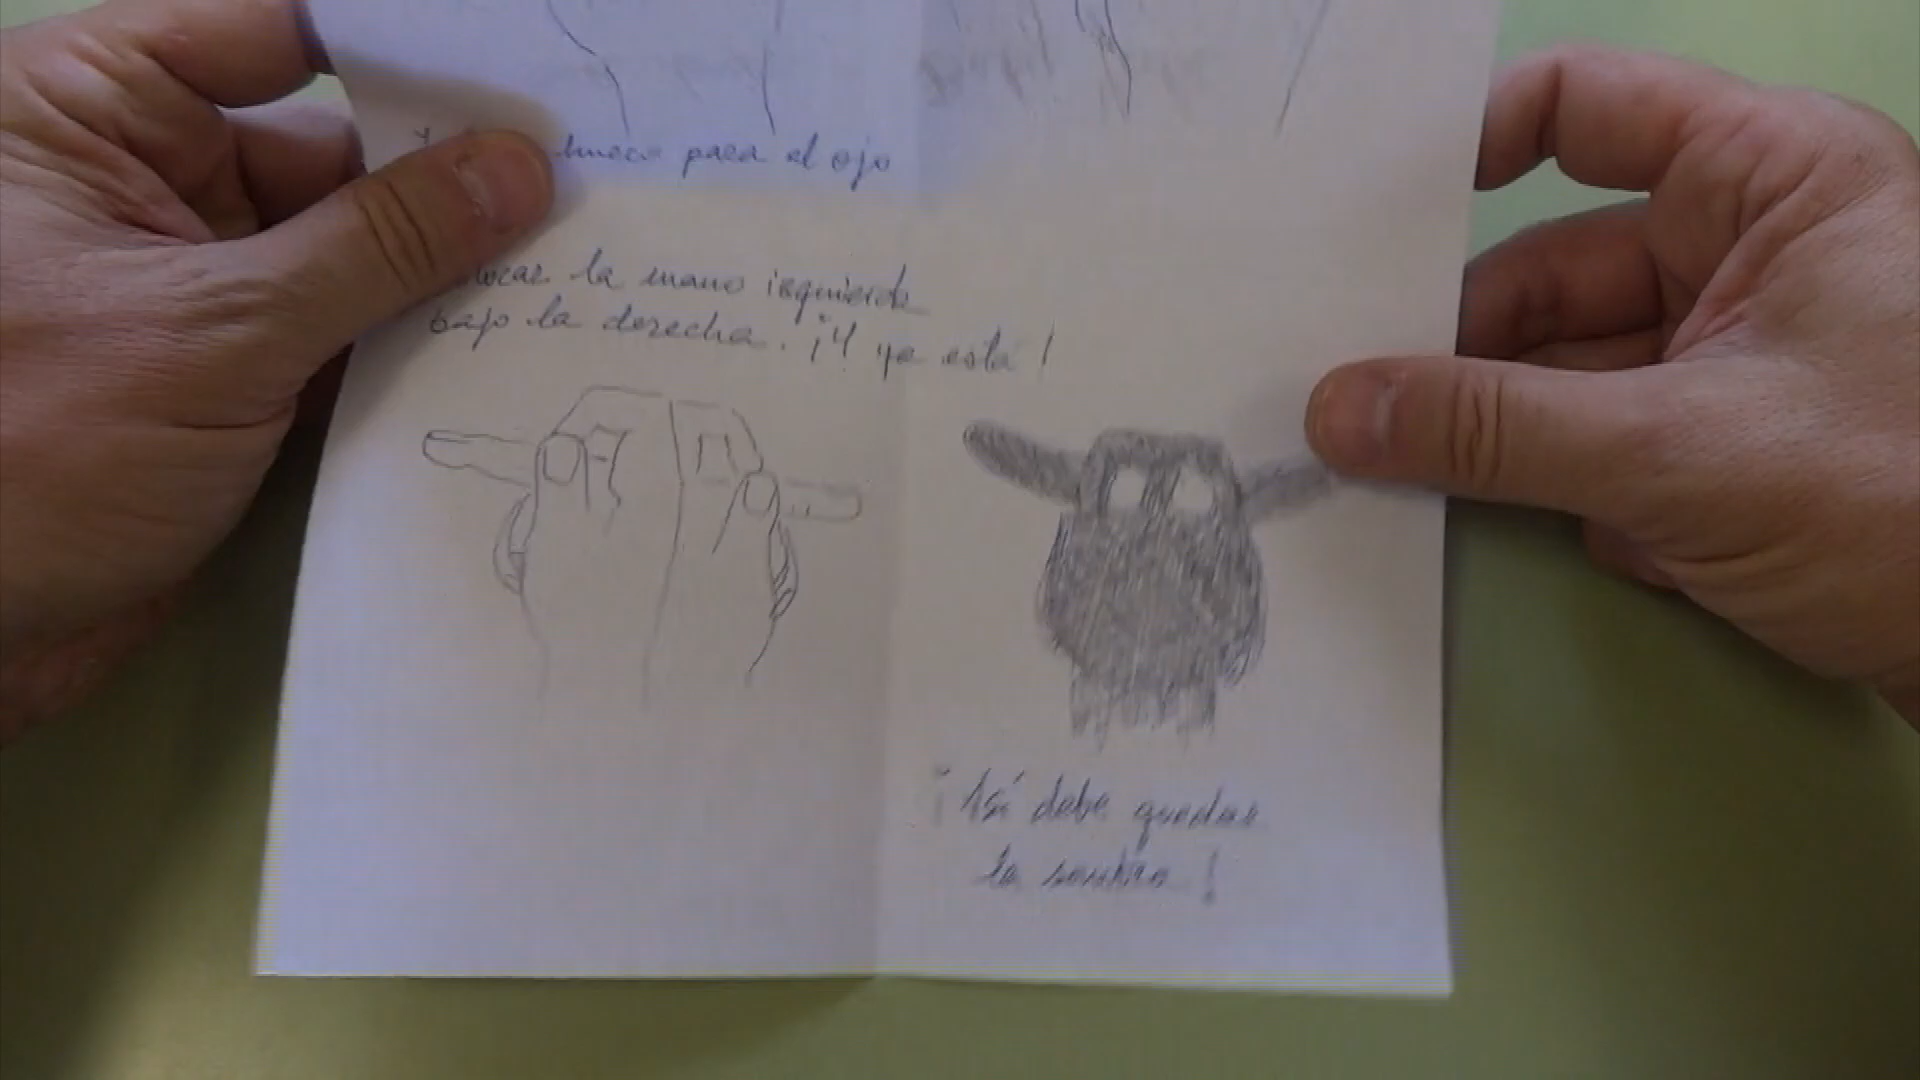 Y hueco para el ojo
la mano izquierda
bajo la derecha. ¡Y ya está!
¡Así debe quedar
la sombra!